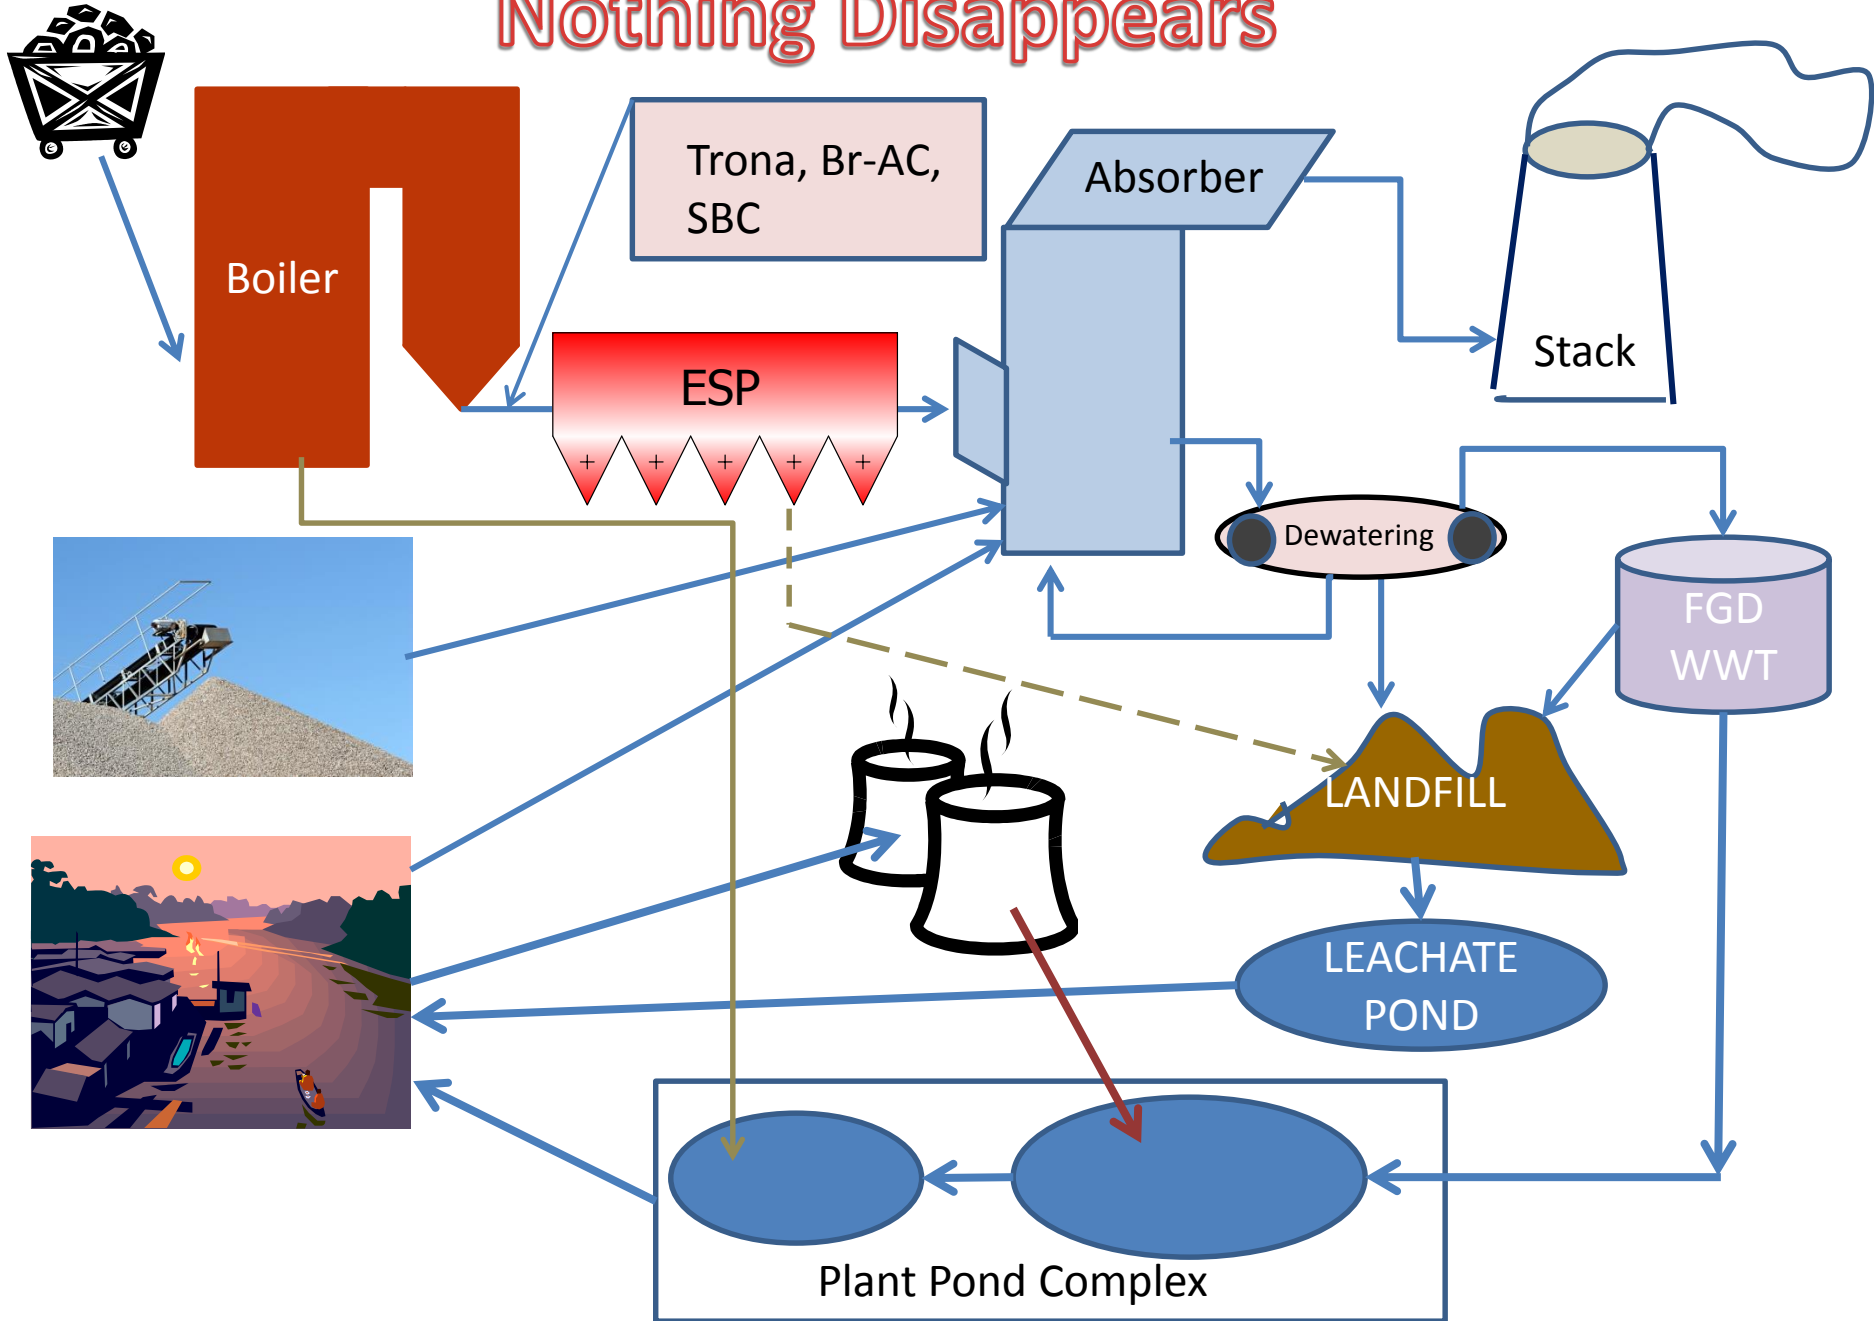 Nothing Disappears
Trona, Br-AC,
SBC
Absorber
Boiler
Stack
ESP
+ + + + +
Dewatering
FGD
WWT
LANDFILL
LEACHATE
POND
Plant Pond Complex